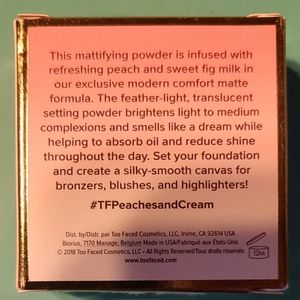 This mattifying powder is infused with
refreshing peach and sweet fig milk in
our exclusive modern comfort matte
formula. The feather-light, translucent
setting powder brightens light to medium
complexions and smells like a dream while
helping to absorb oil and reduce shine
throughout the day. Set your foundation
and create a silky-smooth canvas for
bronzers, blushes, and highlighters!
#TFPeachesandCream
Dist. by/Distr. par Too Faced Cosmetics, LLC, Irvine, CA 92614 USA
Biorius, 7170 Manage, Belgium Made in USA/Fabriqué aux États-Unis
© 2018 Too Faced Cosmetics, LLC All Rights Reserved/Tous droits réservés
www.toofaced.com
12M